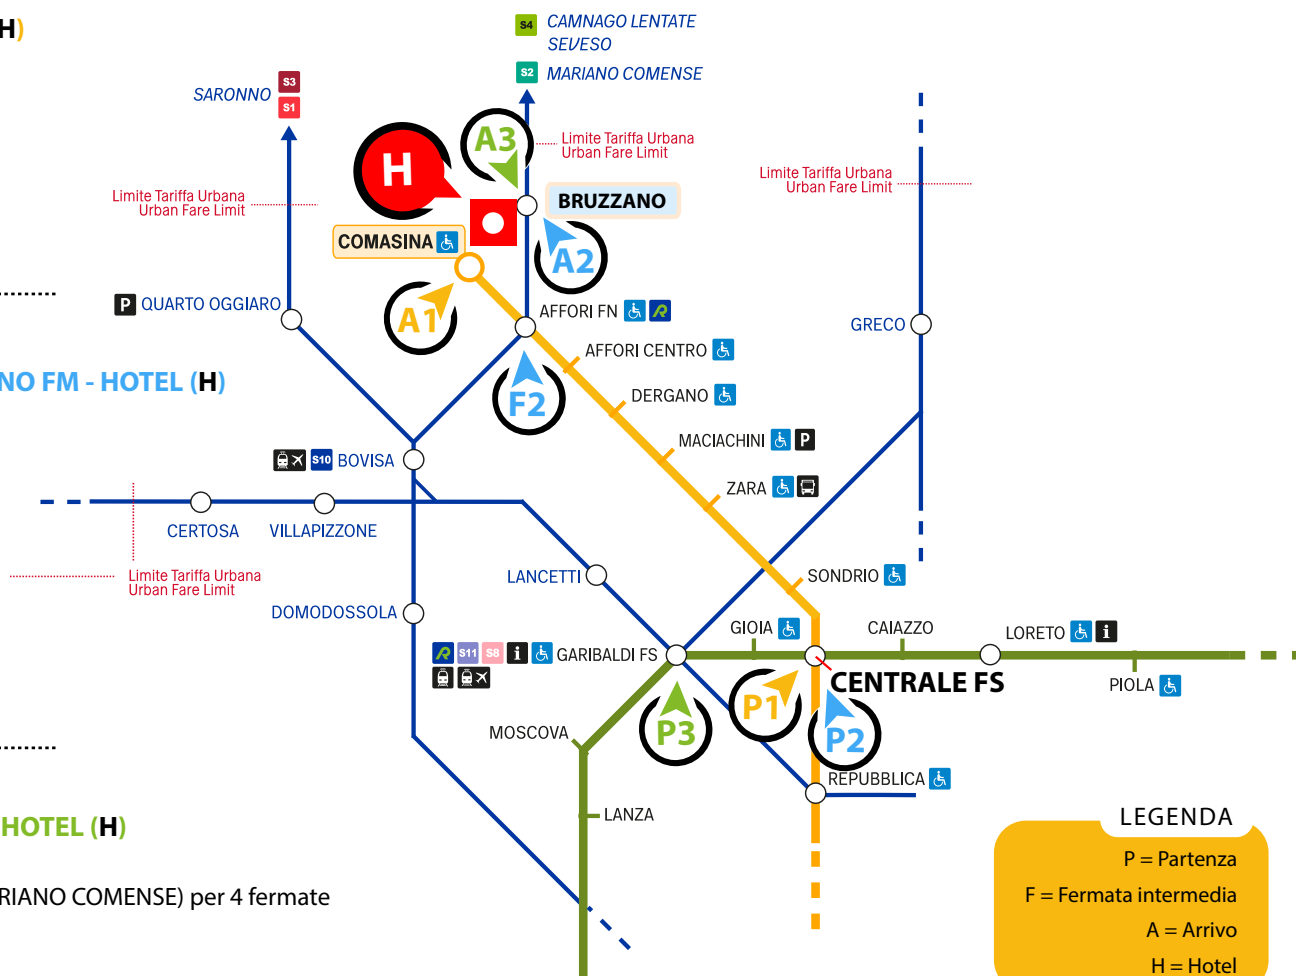 H)
S4 CAMNAGO LENTATE
SEVESO
S2 MARIANO COMENSE
S3
SARONNO
S1
A3
Limite Tariffa Urbana
Urban Fare Limit
H
Limite Tariffa Urbana
Urban Fare Limit
Limite Tariffa Urbana
Urban Fare Limit
BRUZZANO
COMASINA
A2
A1
P QUARTO OGGIARO
AFFORI FN R
GRECO
AFFORI CENTRO
NO FM - HOTEL (H)
F2
DERGANO
MACIACHINI P
S10 BOVISA
ZARA
CERTOSA
VILLAPIZZONE
Limite Tariffa Urbana
Urban Fare Limit
LANCETTI
SONDRIO
DOMODOSSOLA
GIOIA
CAIAZZO
LORETO i
R S11 S8 i GARIBALDI FS
CENTRALE FS
PIOLA
P1
P3
P2
MOSCOVA
REPUBBLICA
LANZA
HOTEL (H)
RIANO COMENSE) per 4 fermate
LEGENDA
P = Partenza
F = Fermata intermedia
A = Arrivo
H = Hotel